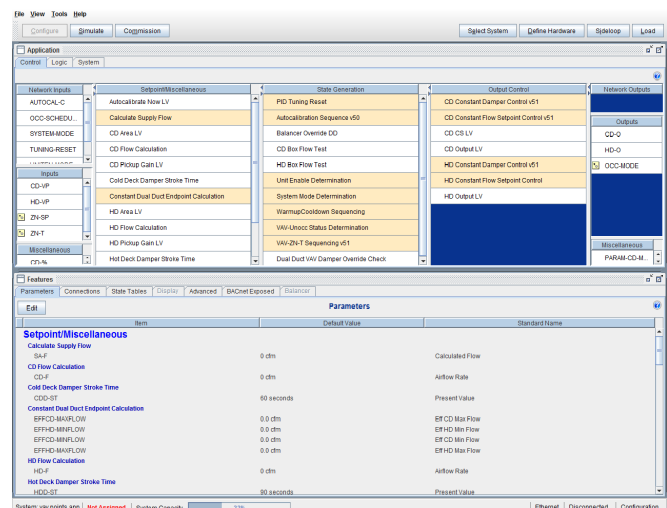 File View Tools Help
Configure Simulate Commission Select System Define Hardware Sideloop Load
Application
Control Logic System
Network Inputs
AUTOCAL-C
OCC-SCHEDU...
SYSTEM-MODE
TUNING-RESET
Inputs
CD-VP
HD-VP
ZN-SP
ZN-T
Miscellaneous
CD-%
Setpoint/Miscellaneous
Autocalibrate Now LV
Calculate Supply Flow
CD Area LV
CD Flow Calculation
CD Pickup Gain LV
Cold Deck Damper Stroke Time
Constant Dual Duct Endpoint Calculation
HD Area LV
HD Flow Calculation
HD Pickup Gain LV
Hot Deck Damper Stroke Time
State Generation
PID Tuning Reset
Autocalibration Sequence v50
Balancer Override DD
CD Box Flow Test
HD Box Flow Test
Unit Enable Determination
System Mode Determination
WarmupCooldown Sequencing
VAV-Unocc Status Determination
VAV-ZN-T Sequencing v51
Dual Duct VAV Damper Override Check
Output Control
CD Constant Damper Control v51
CD Constant Flow Setpoint Control v51
CD CS LV
CD Output LV
HD Constant Damper Control v51
HD Constant Flow Setpoint Control
HD Output LV
Network Outputs
Outputs
CD-O
HD-O
OCC-MODE
Miscellaneous
PARAM-CD-M...
Features
Parameters Connections State Tables Display Advanced BACnet Exposed Balancer
Edit Parameters
Item Default Value Standard Name
Setpoint/Miscellaneous
Calculate Supply Flow
SA-F 0 cfm Calculated Flow
CD Flow Calculation
CD-F 0 cfm Airflow Rate
Cold Deck Damper Stroke Time
CDD-ST 60 seconds Present Value
Constant Dual Duct Endpoint Calculation
EFFCD-MAXFLOW 0.0 cfm Eff CD Max Flow
EFFHD-MINFLOW 0.0 cfm Eff HD Min Flow
EFFCD-MINFLOW 0.0 cfm Eff CD Min Flow
EFFHD-MAXFLOW 0.0 cfm Eff HD Max Flow
HD Flow Calculation
HD-F 0 cfm Airflow Rate
Hot Deck Damper Stroke Time
HDD-ST 90 seconds Present Value
System: vav points app Not Assigned System Capacity Ethernet Disconnected Configuration